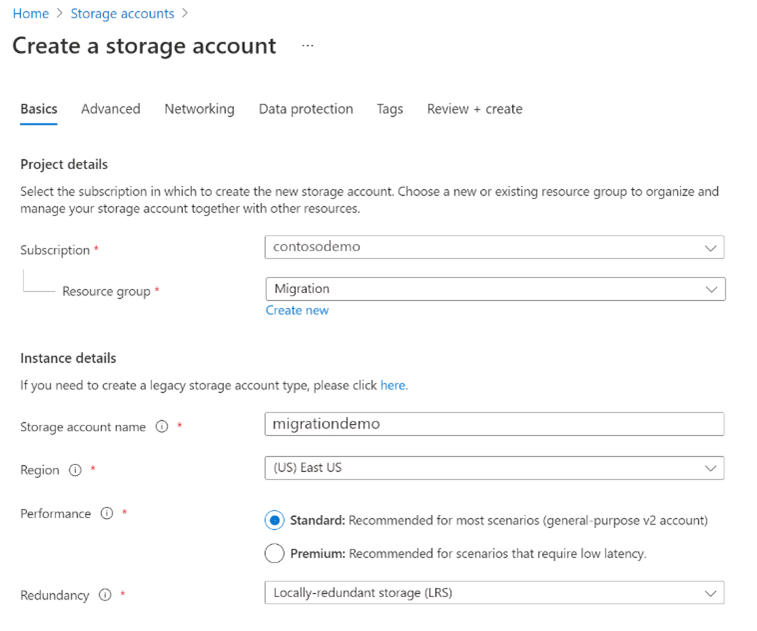 Home > Storage accounts >
Create a storage account ...
Basics Advanced Networking Data protection Tags Review + create
Project details
Select the subscription in which to create the new storage account. Choose a new or existing resource group to organize and
manage your storage account together with other resources.
Subscription * contosodemo
Resource group * Migration
Create new
Instance details
If you need to create a legacy storage account type, please click here.
Storage account name * migrationdemo
Region * (US) East US
Performance * Standard: Recommended for most scenarios (general-purpose v2 account)
Premium: Recommended for scenarios that require low latency.
Redundancy * Locally-redundant storage (LRS)